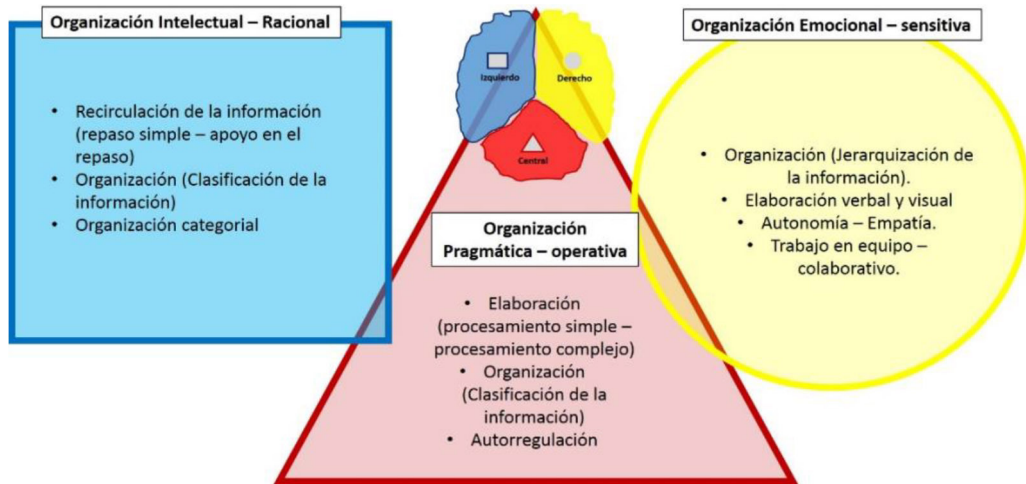 Organización Intelectual – Racional
• Recirculación de la información
(repaso simple – apoyo en el
repaso)
• Organización (Clasificación de la
información)
• Organización categorial
Izquierdo
Derecho
Central
Organización
Pragmática – operativa
• Elaboración
(procesamiento simple –
procesamiento complejo)
• Organización
(Clasificación de la
información)
• Autorregulación
Organización Emocional – sensitiva
• Organización (Jerarquización de
la información).
• Elaboración verbal y visual
• Autonomía – Empatía.
• Trabajo en equipo –
colaborativo.